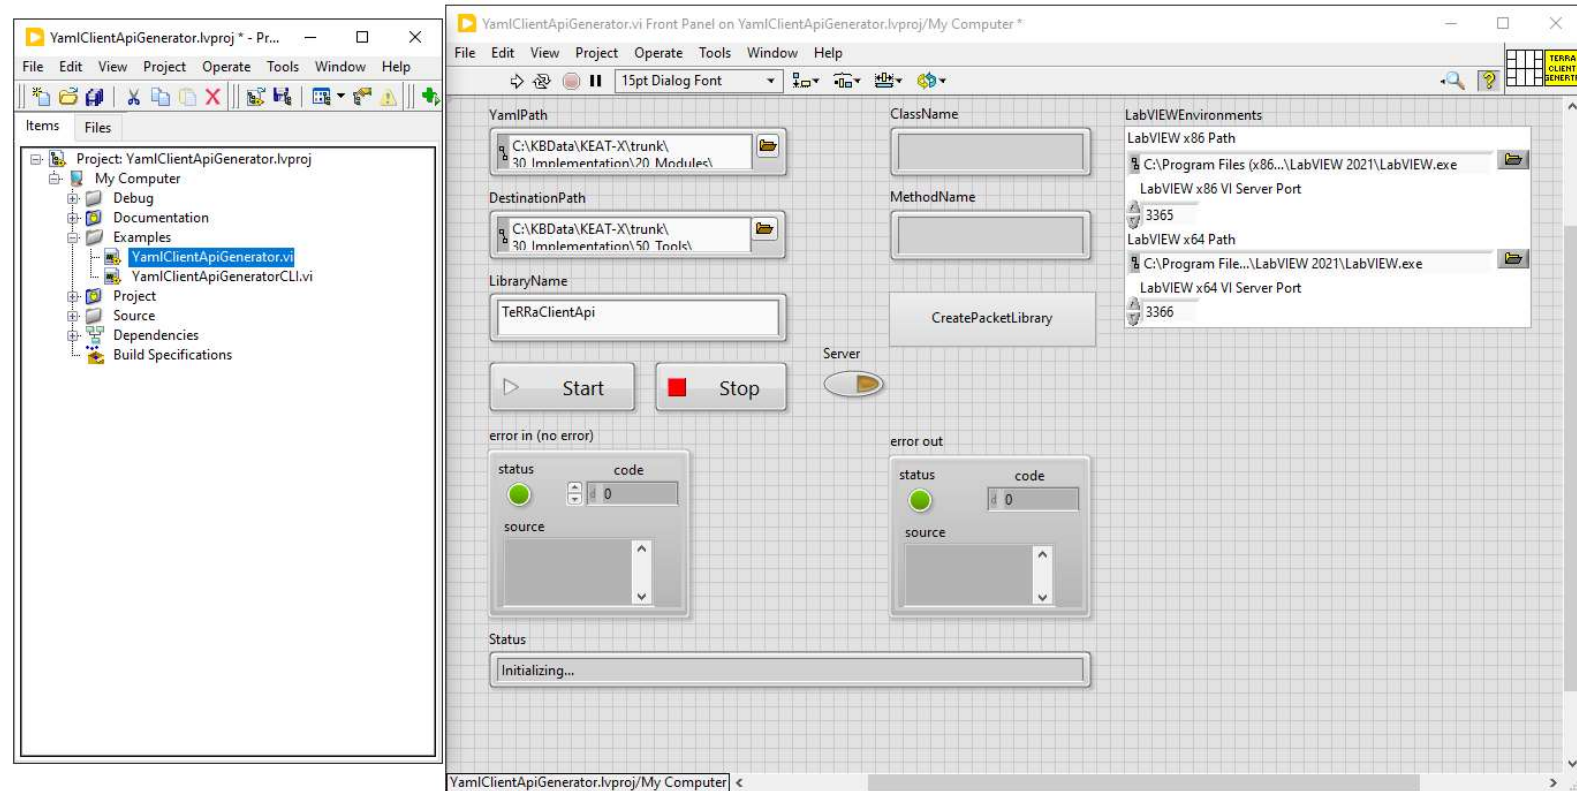 YamlClientApiGenerator.lvproj * - Pr...
File Edit View Project Operate Tools Window Help
Items Files
Project: YamlClientApiGenerator.lvproj
My Computer
Debug
Documentation
Examples
YamlClientApiGenerator.vi
YamlClientApiGeneratorCLI.vi
Project
Source
Dependencies
Build Specifications
YamlClientApiGenerator.vi Front Panel on YamlClientApiGenerator.lvproj/My Computer *
File Edit View Project Operate Tools Window Help
15pt Dialog Font
TERRA
CLIENT
YamlPath
C:\KBData\KEAT-X\trunk\
30_Implementation\20_Modules\
DestinationPath
C:\KBData\KEAT-X\trunk\
30_Implementation\50_Tools\
LibraryName
TeRRaClientApi
Start Stop
Server
ClassName
MethodName
CreatePacketLibrary
LabVIEWEnvironments
LabVIEW x86 Path
C:\Program Files (x86...\LabVIEW 2021\LabVIEW.exe
LabVIEW x86 VI Server Port
3365
LabVIEW x64 Path
C:\Program File...\LabVIEW 2021\LabVIEW.exe
LabVIEW x64 VI Server Port
3366
error in (no error)
status code
d 0
source
error out
status code
d 0
source
Status
Initializing...
YamlClientApiGenerator.lvproj/My Computer